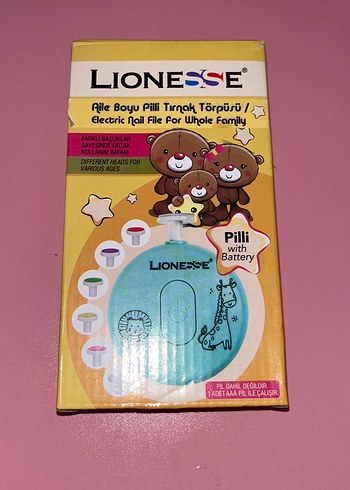 LIONESSE®
Aile Boyu Pilli Tırnak Törpüsü /
Electric Nail File For Whole Family
FARKLI BAŞLIKLAR
SAYESİNDE ORTAK
KULLANIM İMKANI
DIFFERENT HEADS FOR
VARIOUS AGES
Pilli
with
Battery
LIONESSE
PİL DAHİL DEĞİLDİR.
1 ADET AAA PİL İLE ÇALIŞIR.